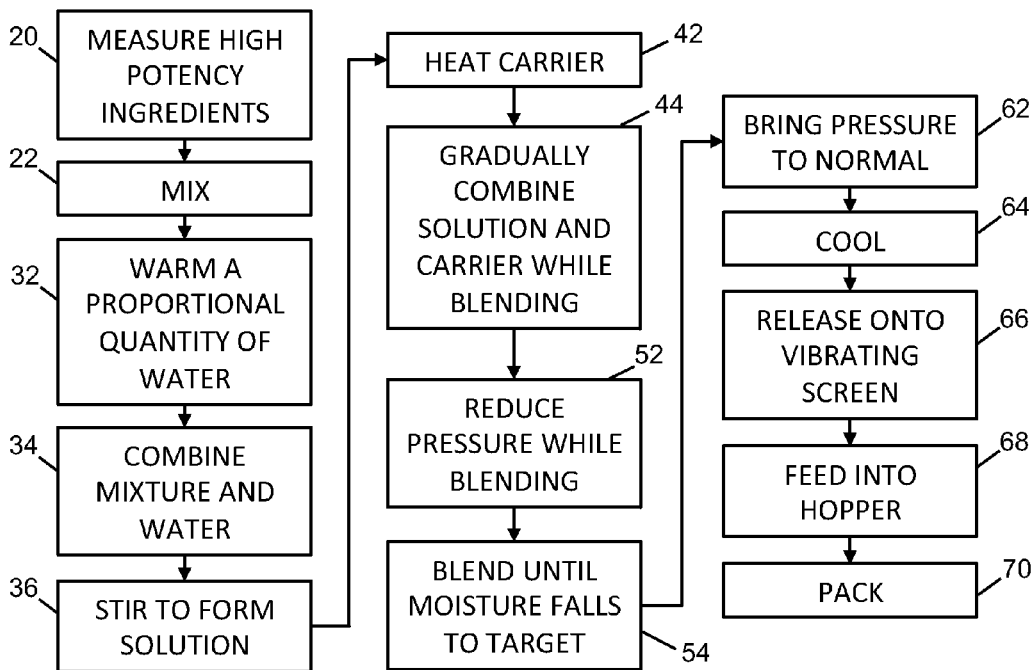 20
MEASURE HIGH
POTENCY
INGREDIENTS
22
MIX
32
WARM A
PROPORTIONAL
QUANTITY OF
WATER
34
COMBINE
MIXTURE AND
WATER
36
STIR TO FORM
SOLUTION
42
HEAT CARRIER
44
GRADUALLY
COMBINE
SOLUTION AND
CARRIER WHILE
BLENDING
52
REDUCE
PRESSURE WHILE
BLENDING
BLEND UNTIL
MOISTURE FALLS
TO TARGET
54
62
BRING PRESSURE
TO NORMAL
64
COOL
66
RELEASE ONTO
VIBRATING
SCREEN
68
FEED INTO
HOPPER
70
PACK